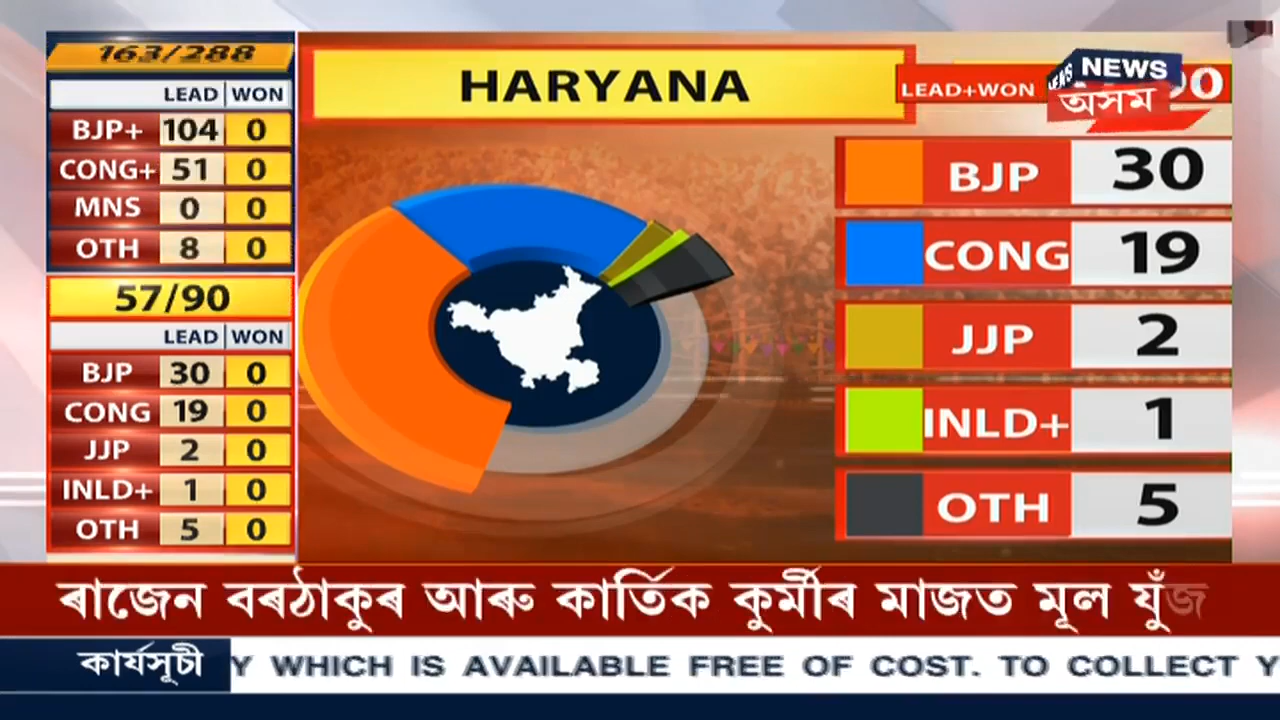 163/288
LEAD WON
BJP+ 104 0
CONG+ 51 0
MNS 0 0
OTH 8 0
57/90
LEAD WON
BJP 30 0
CONG 19 0
JJP 2 0
INLD+ 1 0
OTH 5 0
HARYANA
LEAD+WON
NEWS
অসম
BJP 30
CONG 19
JJP 2
INLD+ 1
OTH 5
ৰাজেন বৰঠাকুৰ আৰু কাৰ্তিক কুৰ্মীৰ মাজত মূল যুঁজ
কাৰ্যসূচী
Y WHICH IS AVAILABLE FREE OF COST. TO COLLECT Y